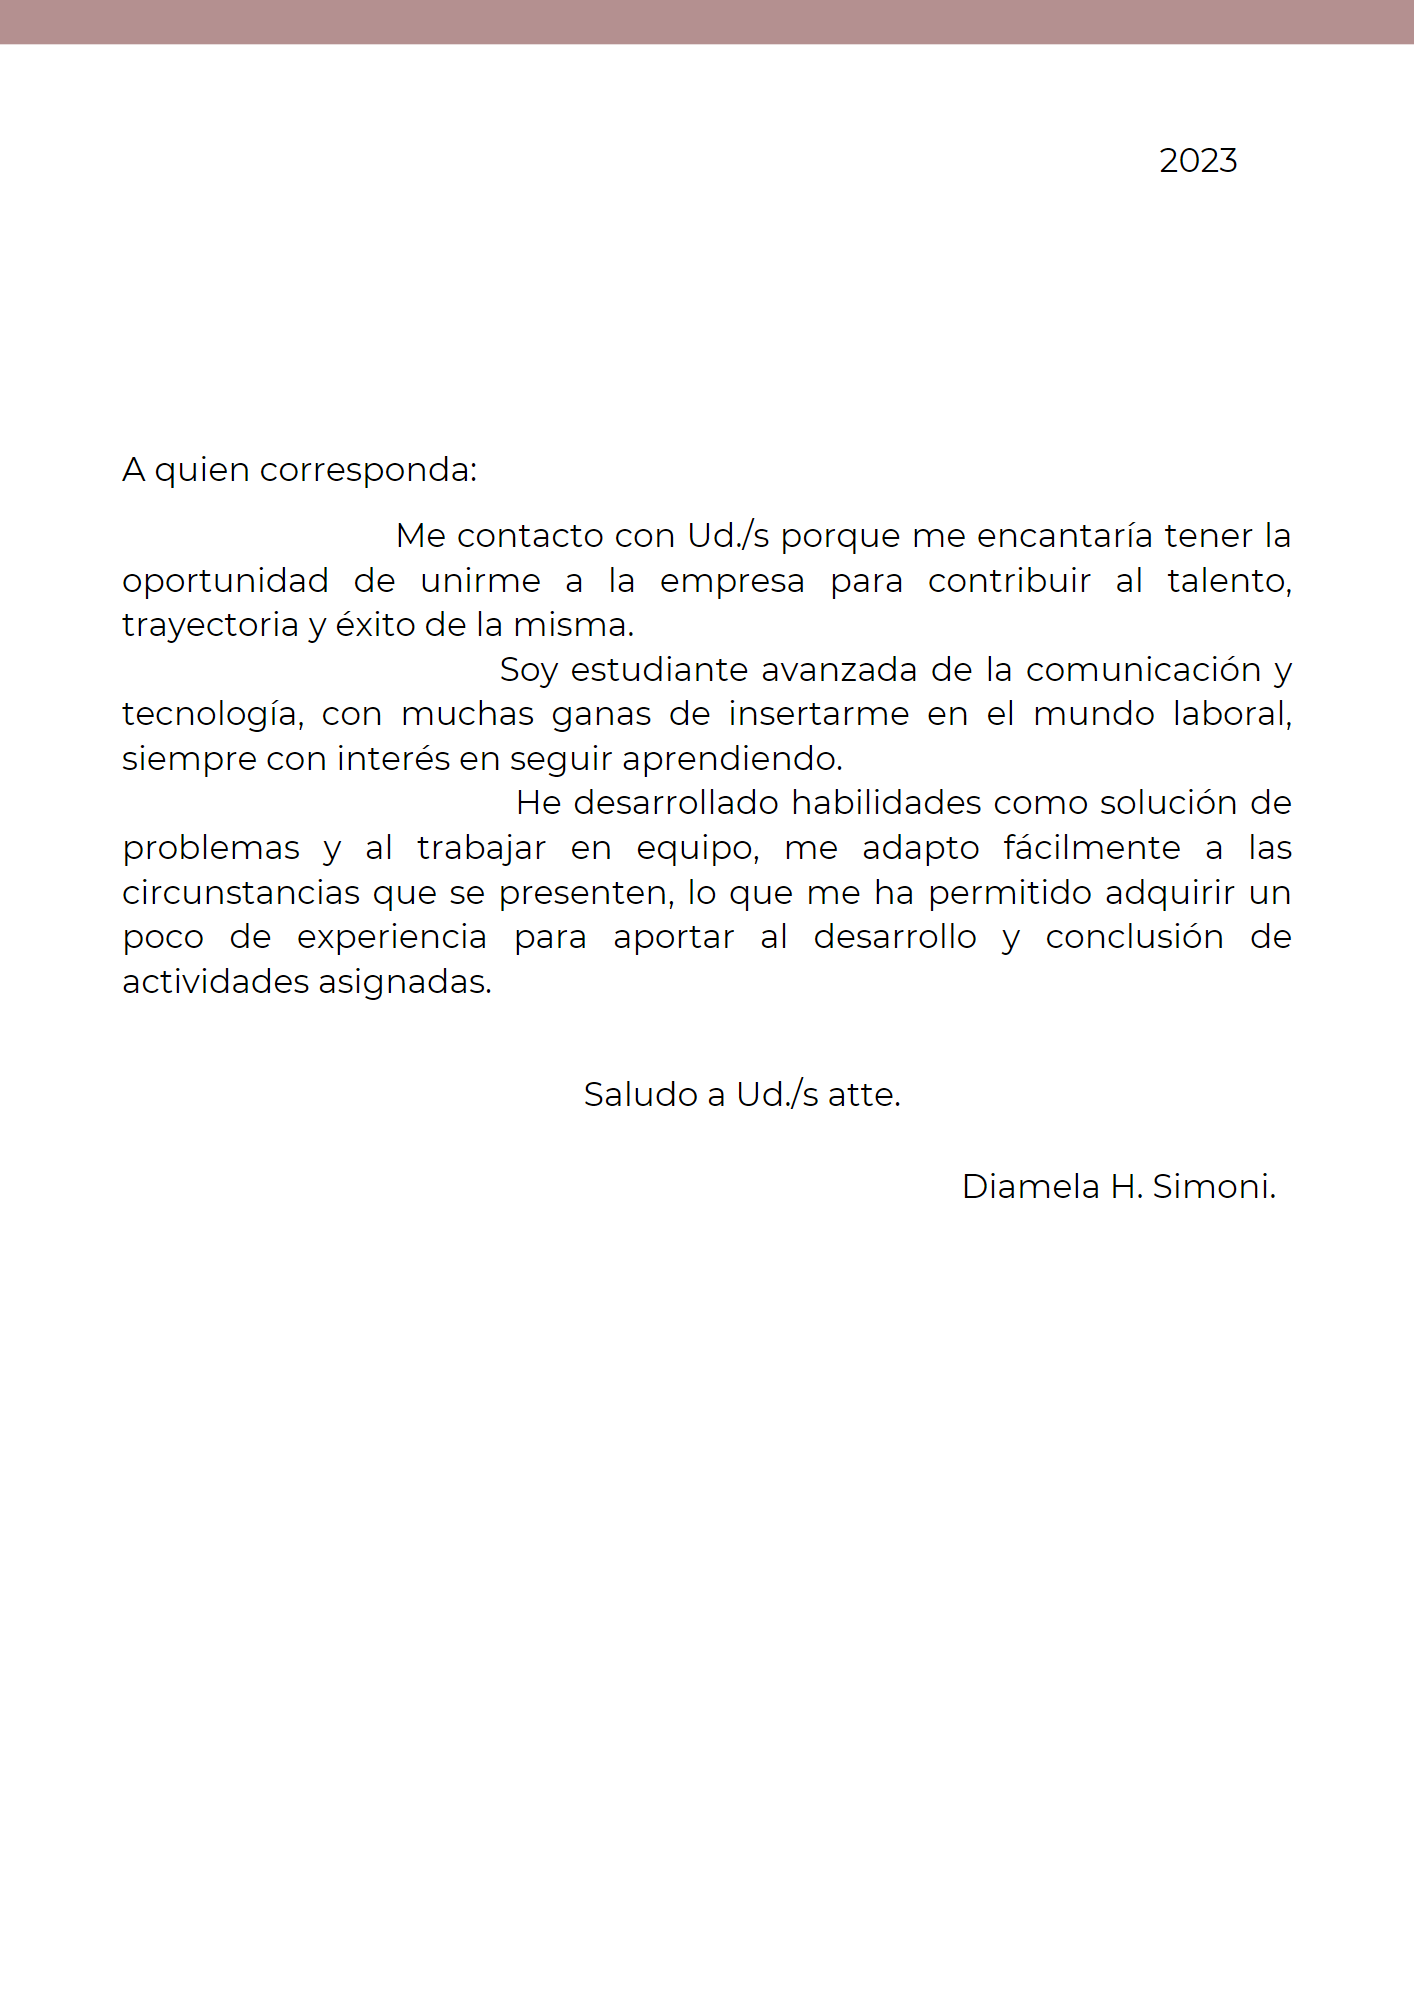 2023
A quien corresponda:
Me contacto con Ud./s porque me encantaría tener la
oportunidad de unirme a la empresa para contribuir al talento,
trayectoria y éxito de la misma.
Soy estudiante avanzada de la comunicación y
tecnología, con muchas ganas de insertarme en el mundo laboral,
siempre con interés en seguir aprendiendo.
He desarrollado habilidades como solución de
problemas y al trabajar en equipo, me adapto fácilmente a las
circunstancias que se presenten, lo que me ha permitido adquirir un
poco de experiencia para aportar al desarrollo y conclusión de
actividades asignadas.
Saludo a Ud./s atte.
Diamela H. Simoni.